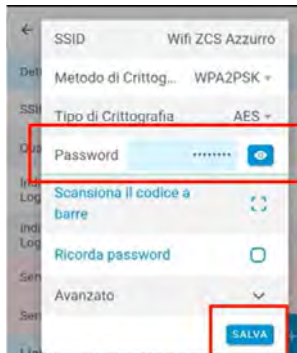 SSID Wifi ZCS Azzurro
Metodo di Crittog... WPA2PSK
Tipo di Crittografia AES
Password ········
Scansiona il codice a
barre
Ricorda password
Avanzato
SALVA